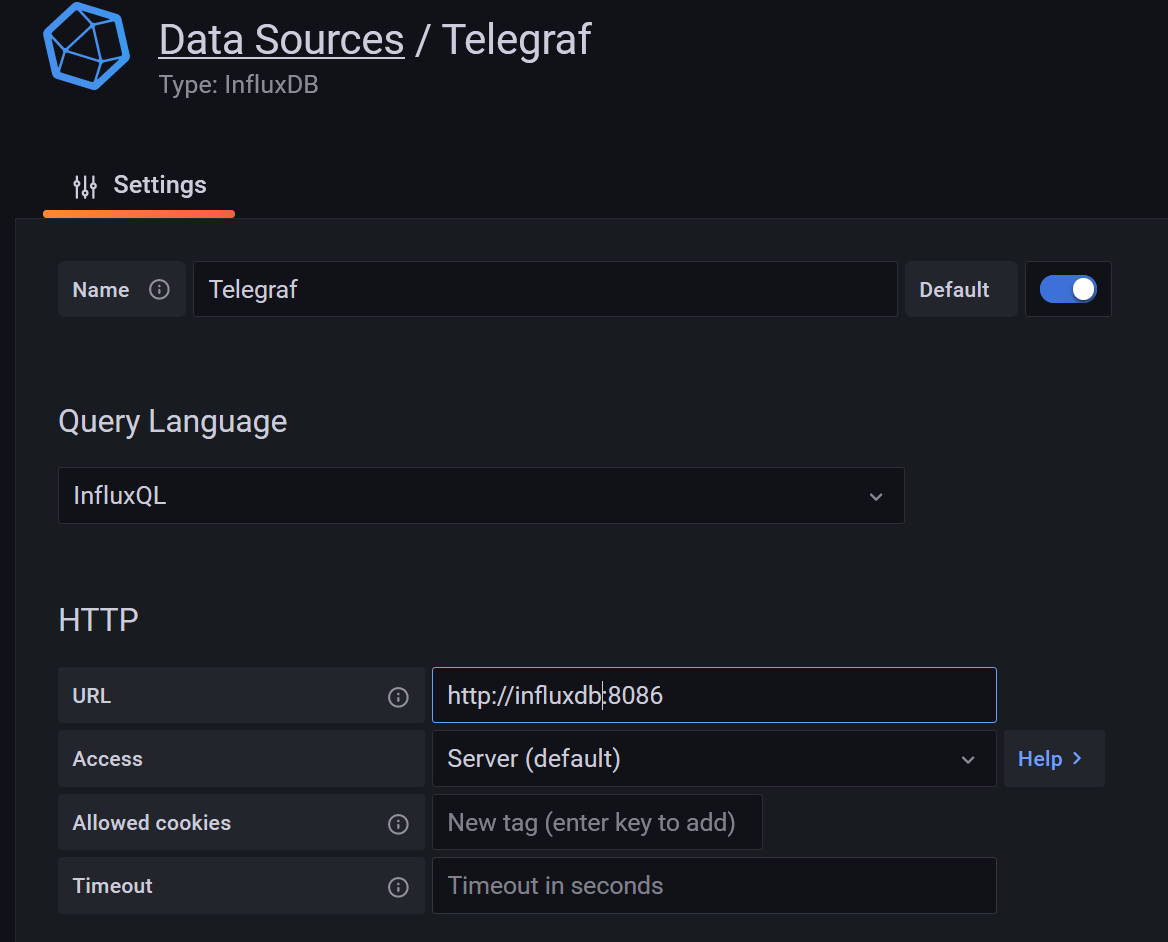 Data Sources / Telegraf
Type: InfluxDB
Settings
Name Telegraf Default
Query Language
InfluxQL
HTTP
URL http://influxdb:8086
Access Server (default) Help
Allowed cookies New tag (enter key to add)
Timeout Timeout in seconds